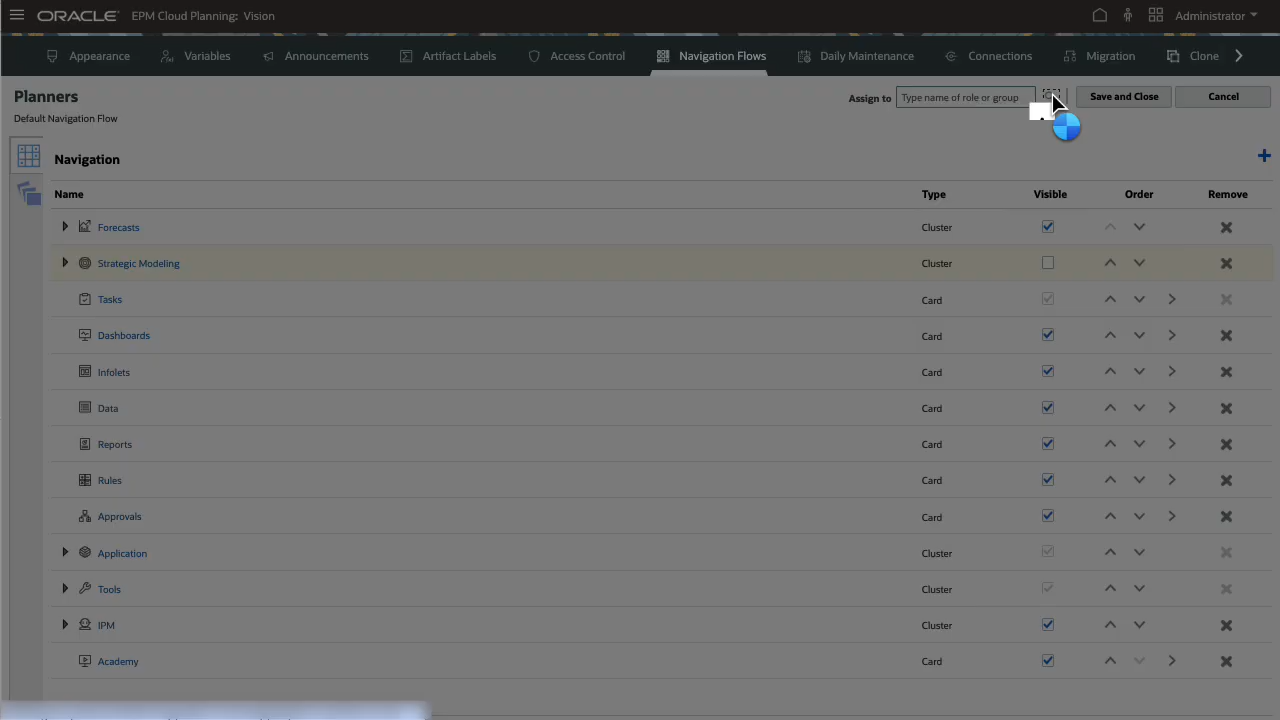 ORACLE EPM Cloud Planning: Vision Administrator
Appearance Variables Announcements Artifact Labels Access Control Navigation Flows Daily Maintenance Connections Migration Clone
Planners Assign to Type name of role or group Save and Close Cancel
Default Navigation Flow
Navigation
Name Type Visible Order Remove
Forecasts Cluster
Strategic Modeling Cluster
Tasks Card
Dashboards Card
Infolets Card
Data Card
Reports Card
Rules Card
Approvals Card
Application Cluster
Tools Cluster
IPM Cluster
Academy Card